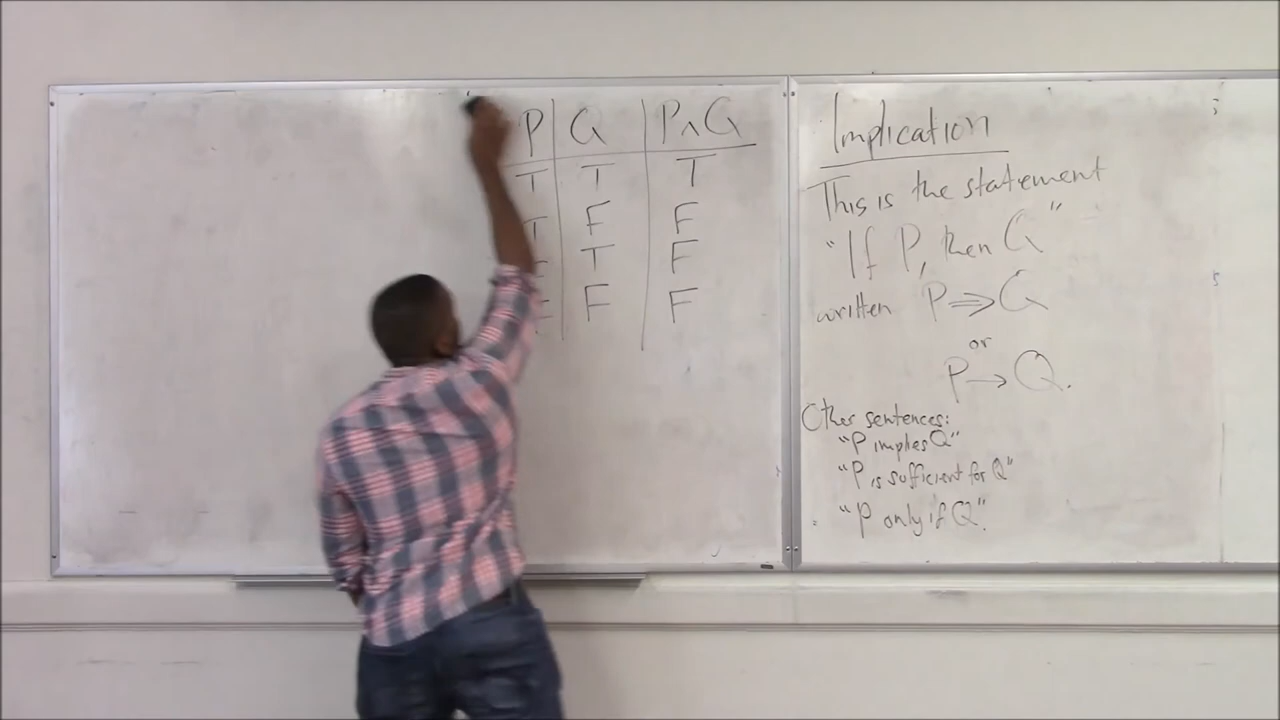 P Q P∧Q
T T T
T F F
F T F
F F F
Implication
This is the statement
"If P, then Q"
written P ⇒ Q
or
P → Q.
Other sentences:
"P implies Q"
"P is sufficient for Q"
"P only if Q".